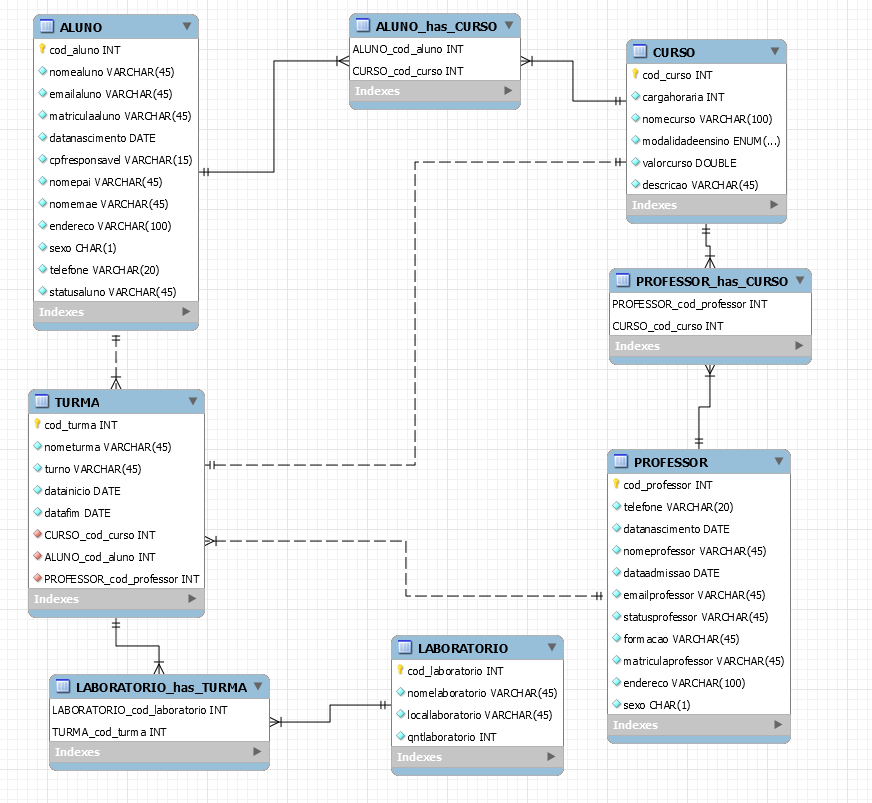 ALUNO
cod_aluno INT
nomealuno VARCHAR(45)
emailaluno VARCHAR(45)
matriculaaluno VARCHAR(45)
datanascimento DATE
cpfresponsavel VARCHAR(15)
nomepai VARCHAR(45)
nomemae VARCHAR(45)
endereco VARCHAR(100)
sexo CHAR(1)
telefone VARCHAR(20)
statusaluno VARCHAR(45)
Indexes
ALUNO_has_CURSO
ALUNO_cod_aluno INT
CURSO_cod_curso INT
Indexes
CURSO
cod_curso INT
cargahoraria INT
nomecurso VARCHAR(100)
modalidadeensino ENUM(...)
valorcurso DOUBLE
descricao VARCHAR(45)
Indexes
PROFESSOR_has_CURSO
PROFESSOR_cod_professor INT
CURSO_cod_curso INT
Indexes
TURMA
cod_turma INT
nometurma VARCHAR(45)
turno VARCHAR(45)
datainicio DATE
datafim DATE
CURSO_cod_curso INT
ALUNO_cod_aluno INT
PROFESSOR_cod_professor INT
Indexes
PROFESSOR
cod_professor INT
telefone VARCHAR(20)
datanascimento DATE
nomeprofessor VARCHAR(45)
dataadmissao DATE
emailprofessor VARCHAR(45)
statusprofessor VARCHAR(45)
formacao VARCHAR(45)
matriculaprofessor VARCHAR(45)
endereco VARCHAR(100)
sexo CHAR(1)
Indexes
LABORATORIO_has_TURMA
LABORATORIO_cod_laboratorio INT
TURMA_cod_turma INT
Indexes
LABORATORIO
cod_laboratorio INT
nomelaboratorio VARCHAR(45)
locallaboratorio VARCHAR(45)
qntlaboratorio INT
Indexes